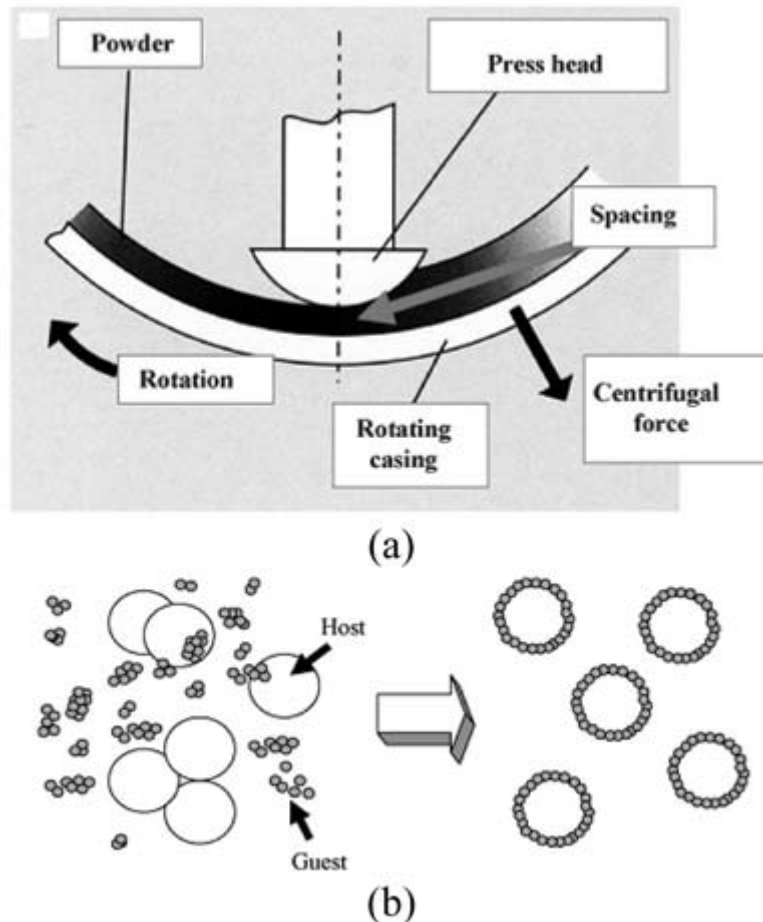 Powder
Press head
Spacing
Rotation
Centrifugal
force
Rotating
casing
(a)
Host
Guest
(b)